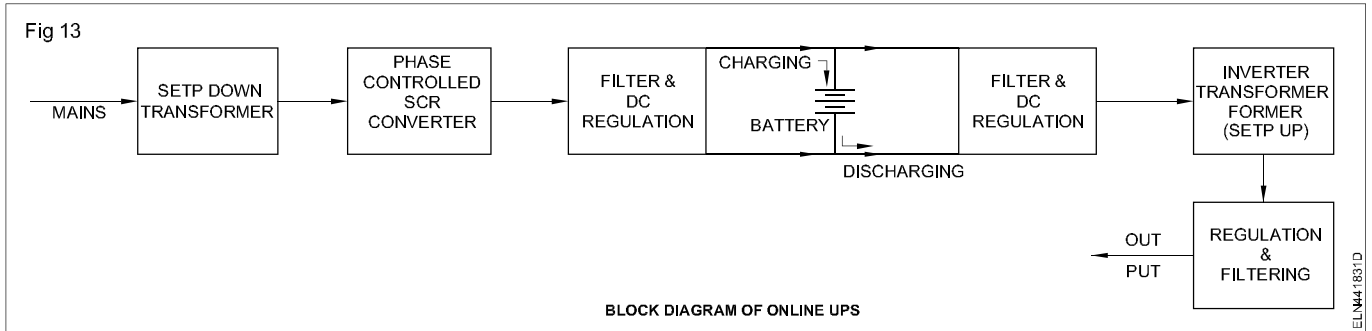 Fig 13
MAINS
SETP DOWN
TRANSFORMER
PHASE
CONTROLLED
SCR
CONVERTER
FILTER &
DC
REGULATION
CHARGING
BATTERY
DISCHARGING
FILTER &
DC
REGULATION
INVERTER
TRANSFORMER
FORMER
(SETP UP)
REGULATION
&
FILTERING
OUT
PUT
BLOCK DIAGRAM OF ONLINE UPS
ELN441831D